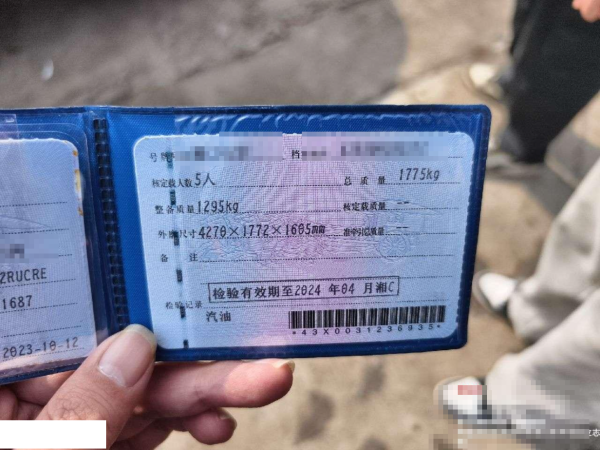 2RUCRE
1687
2023-10-12
号牌
核定载人数 5人 总质量 1775kg
整备质量 1295kg 核定载质量 --
外廓尺寸 4270×1772×1605mm 准牵引总质量 --
备注
检验记录
检验有效期至2024年04月湘C
汽油
*43X0031236935*